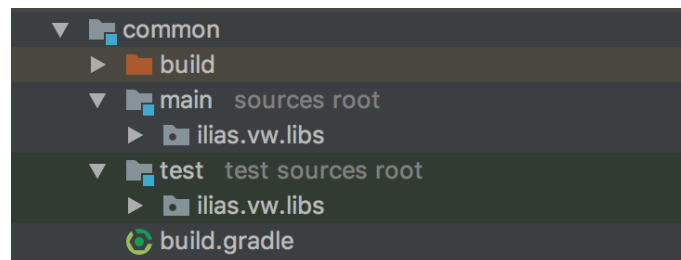 common
build
main sources root
ilias.vw.libs
test test sources root
ilias.vw.libs
build.gradle